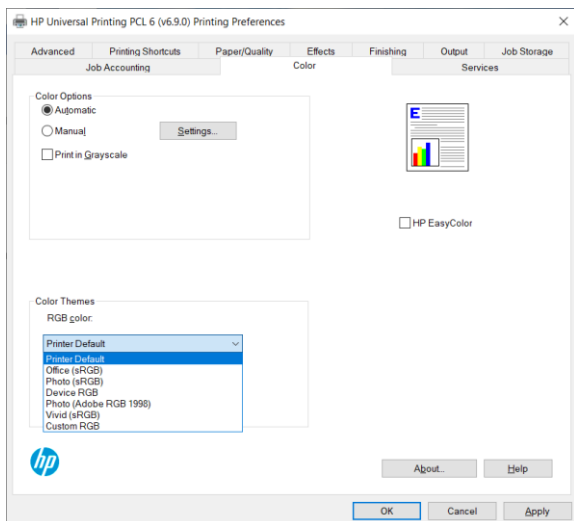 HP Universal Printing PCL 6 (v6.9.0) Printing Preferences
Advanced Printing Shortcuts Paper/Quality Effects Finishing Output Job Storage
Job Accounting Color Services
Color Options
Automatic
Manual Settings...
Print in Grayscale
E
HP EasyColor
Color Themes
RGB color:
Printer Default
Printer Default
Office (sRGB)
Photo (sRGB)
Device RGB
Photo (Adobe RGB 1998)
Vivid (sRGB)
Custom RGB
hp
About... Help
OK Cancel Apply